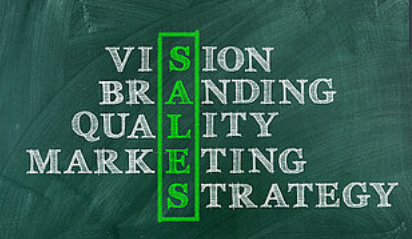 VISION
BRANDING
QUALITY
MARKETING
STRATEGY